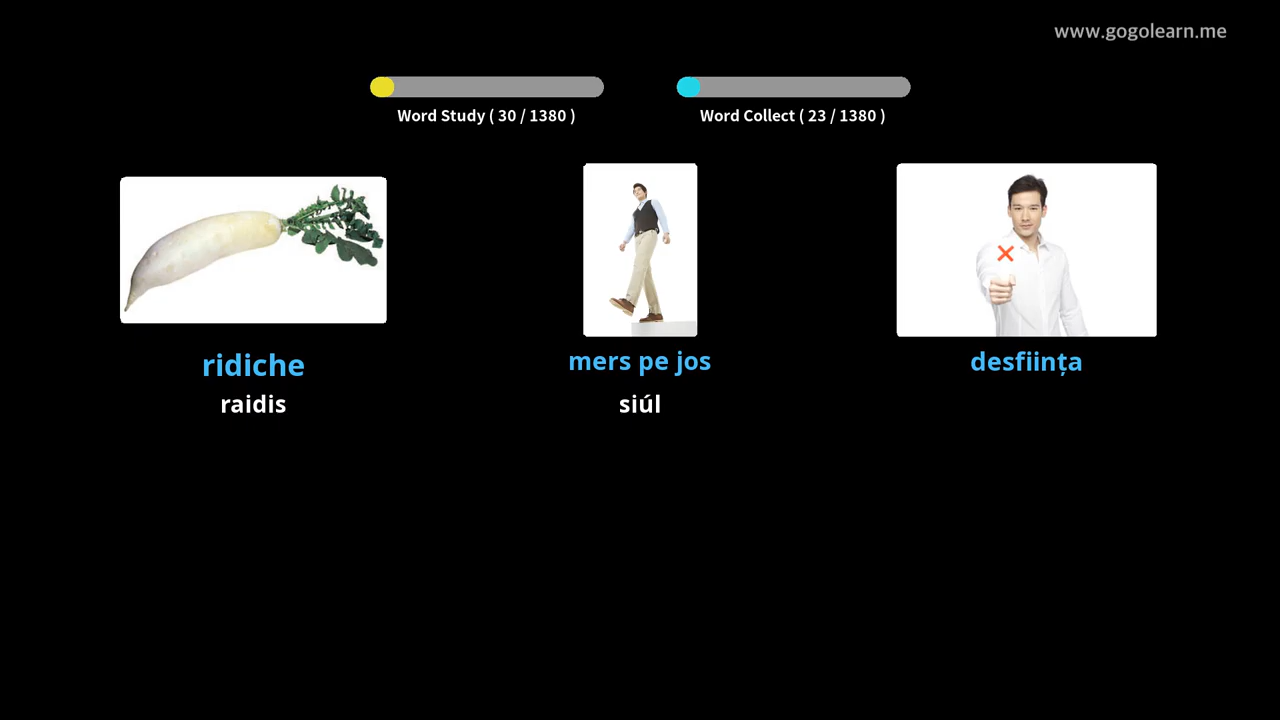 www.gogolearn.me
Word Study ( 30 / 1380 )
Word Collect ( 23 / 1380 )
ridiche
mers pe jos
desființa
raidis
siúl